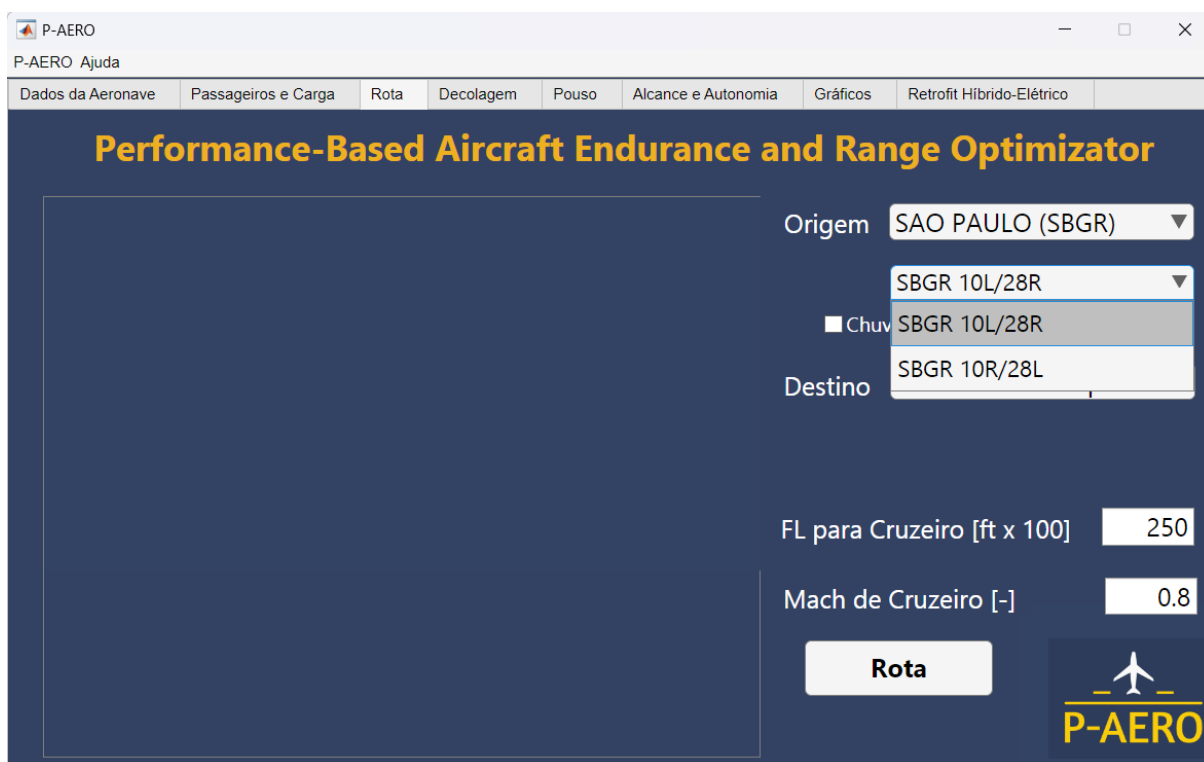 P-AERO
P-AERO Ajuda
Dados da Aeronave Passageiros e Carga Rota Decolagem Pouso Alcance e Autonomia Gráficos Retrofit Híbrido-Elétrico
Performance-Based Aircraft Endurance and Range Optimizator
Origem SAO PAULO (SBGR)
SBGR 10L/28R
Chuv SBGR 10L/28R
SBGR 10R/28L
Destino
FL para Cruzeiro [ft x 100] 250
Mach de Cruzeiro [-] 0.8
Rota
P-AERO